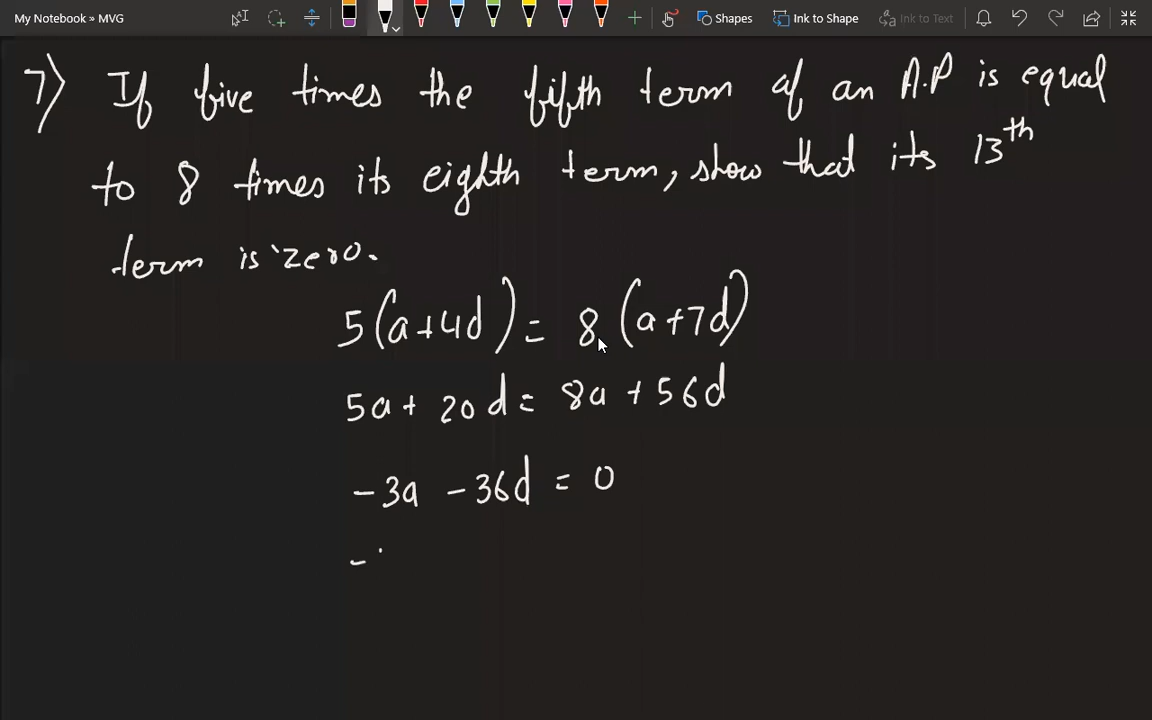 My Notebook » MVG
Shapes
Ink to Shape
Ink to Text
7) If five times the fifth term of an A.P is equal
to 8 times its eighth term, show that its 13th
term is zero.
5(a+4d) = 8(a+7d)
5a + 20d = 8a + 56d
-3a - 36d = 0
-